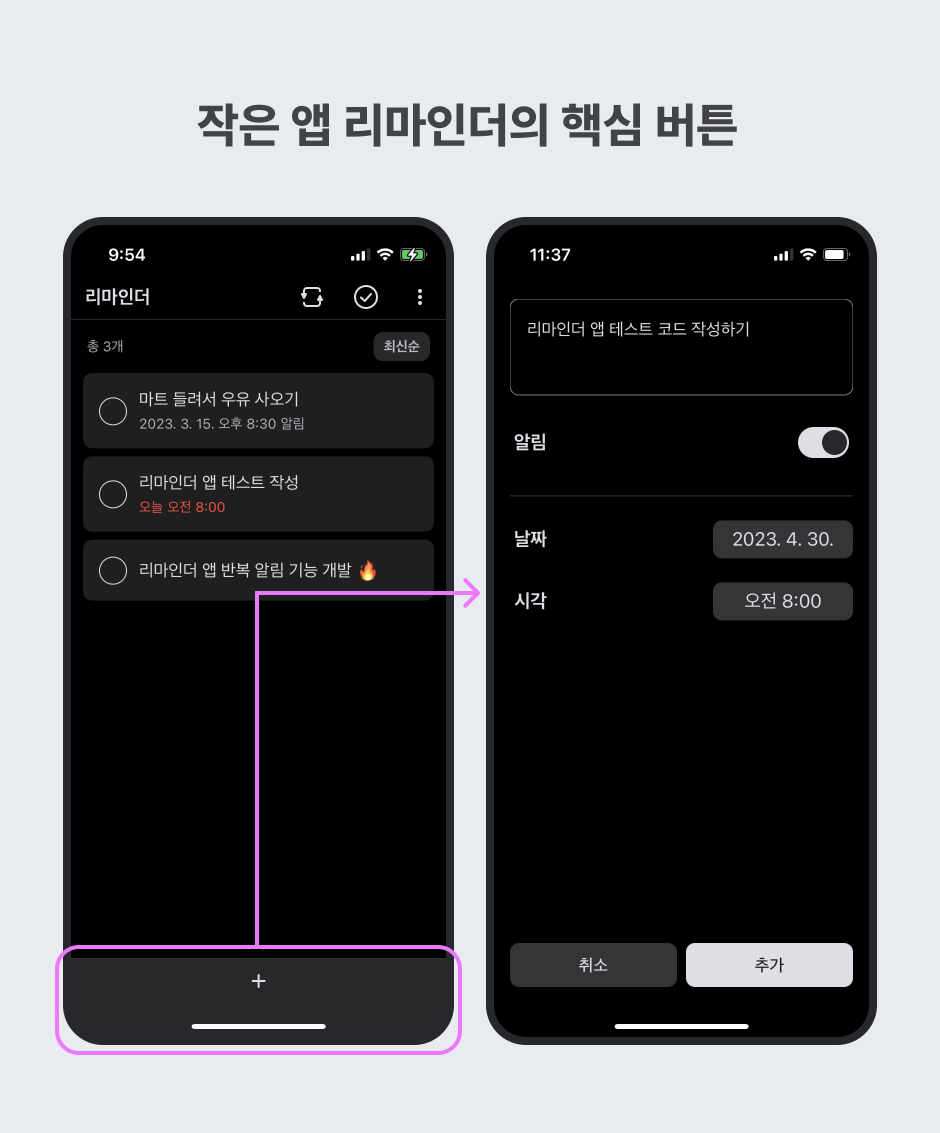 작은 앱 리마인더의 핵심 버튼
9:54
리마인더
총 3개
최신순
마트 들려서 우유 사오기
2023. 3. 15. 오후 8:30 알림
리마인더 앱 테스트 작성
오늘 오전 8:00
리마인더 앱 반복 알림 기능 개발 🔥
+
11:37
리마인더 앱 테스트 코드 작성하기
알림
날짜
2023. 4. 30.
시각
오전 8:00
취소
추가